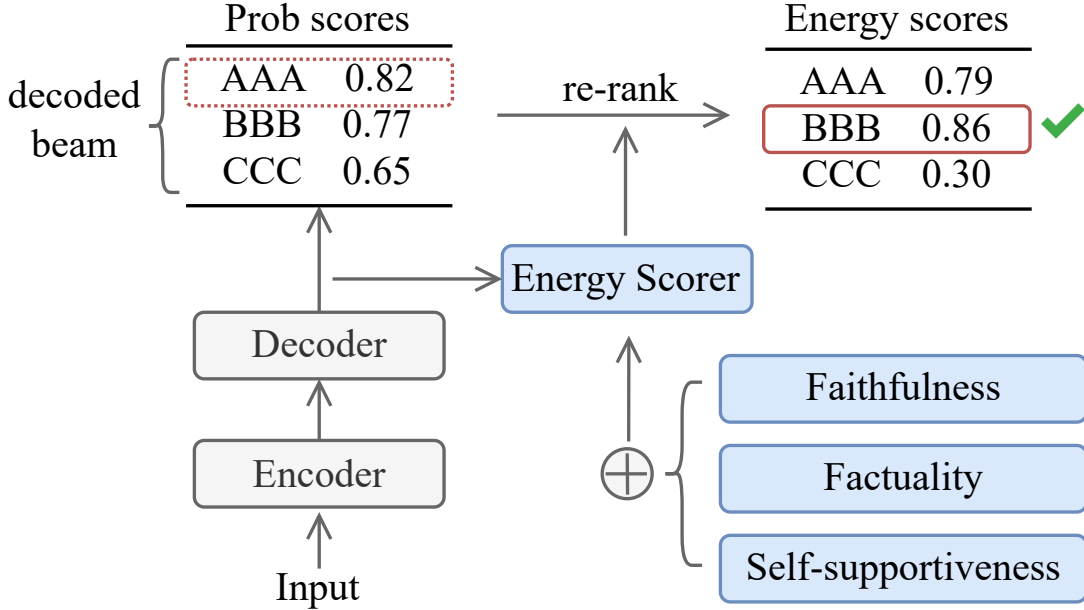 Prob scores
AAA 0.82
BBB 0.77
CCC 0.65
decoded
beam
re-rank
Energy scores
AAA 0.79
BBB 0.86
CCC 0.30
Energy Scorer
Decoder
Encoder
Input
Faithfulness
Factuality
Self-supportiveness